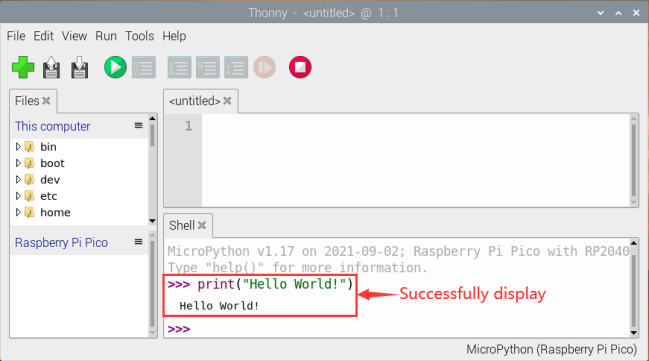 Thonny - <untitled> @ 1 : 1
File Edit View Run Tools Help
Files
This computer
bin
boot
dev
etc
home
Raspberry Pi Pico
<untitled>
1
Shell
MicroPython v1.17 on 2021-09-02; Raspberry Pi Pico with RP2040
Type "help()" for more information.
>>> print("Hello World!")
Hello World!
>>>
Successfully display
MicroPython (Raspberry Pi Pico)